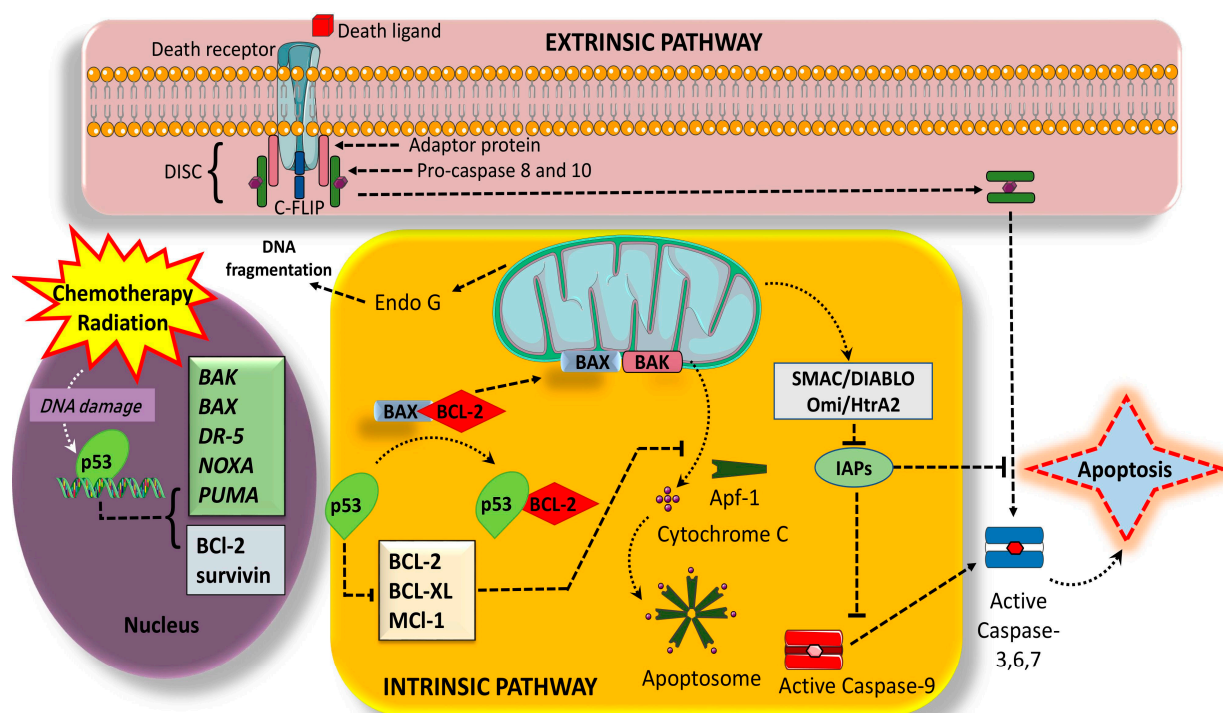 Death ligand
Death receptor
EXTRINSIC PATHWAY
Adaptor protein
DISC
Pro-caspase 8 and 10
C-FLIP
DNA
fragmentation
Endo G
Chemotherapy
Radiation
DNA damage
p53
BAK
BAX
DR-5
NOXA
PUMA
BCl-2
survivin
Nucleus
BAX
BAK
BAX
BCL-2
p53
p53
BCL-2
BCL-2
BCL-XL
MCl-1
SMAC/DIABLO
Omi/HtrA2
IAPs
Apf-1
Cytochrome C
Apoptosome
Active Caspase-9
INTRINSIC PATHWAY
Apoptosis
Active
Caspase-
3,6,7